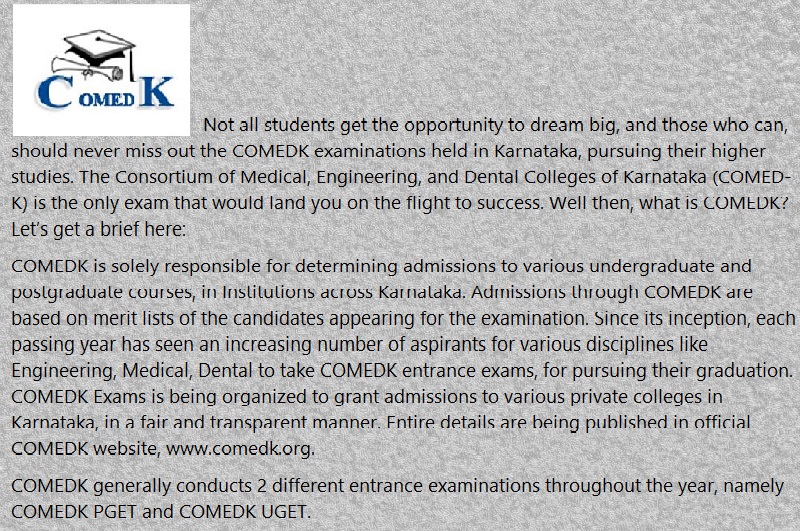 COMEDK
Not all students get the opportunity to dream big, and those who can,
should never miss out the COMEDK examinations held in Karnataka, pursuing their higher
studies. The Consortium of Medical, Engineering, and Dental Colleges of Karnataka (COMED-
K) is the only exam that would land you on the flight to success. Well then, what is COMEDK?
Let's get a brief here:
COMEDK is solely responsible for determining admissions to various undergraduate and
postgraduate courses, in Institutions across Karnataka. Admissions through COMEDK are
based on merit lists of the candidates appearing for the examination. Since its inception, each
passing year has seen an increasing number of aspirants for various disciplines like
Engineering, Medical, Dental to take COMEDK entrance exams, for pursuing their graduation.
COMEDK Exams is being organized to grant admissions to various private colleges in
Karnataka, in a fair and transparent manner. Entire details are being published in official
COMEDK website, www.comedk.org.
COMEDK generally conducts 2 different entrance examinations throughout the year, namely
COMEDK PGET and COMEDK UGET.